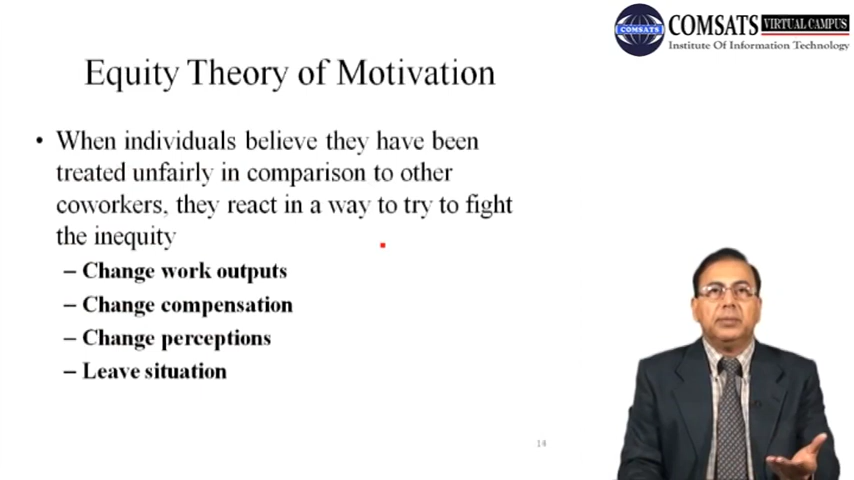 COMSATS
COMSATS VIRTUAL CAMPUS
Institute Of Information Technology
Equity Theory of Motivation
• When individuals believe they have been
treated unfairly in comparison to other
coworkers, they react in a way to try to fight
the inequity
– Change work outputs
– Change compensation
– Change perceptions
– Leave situation
14